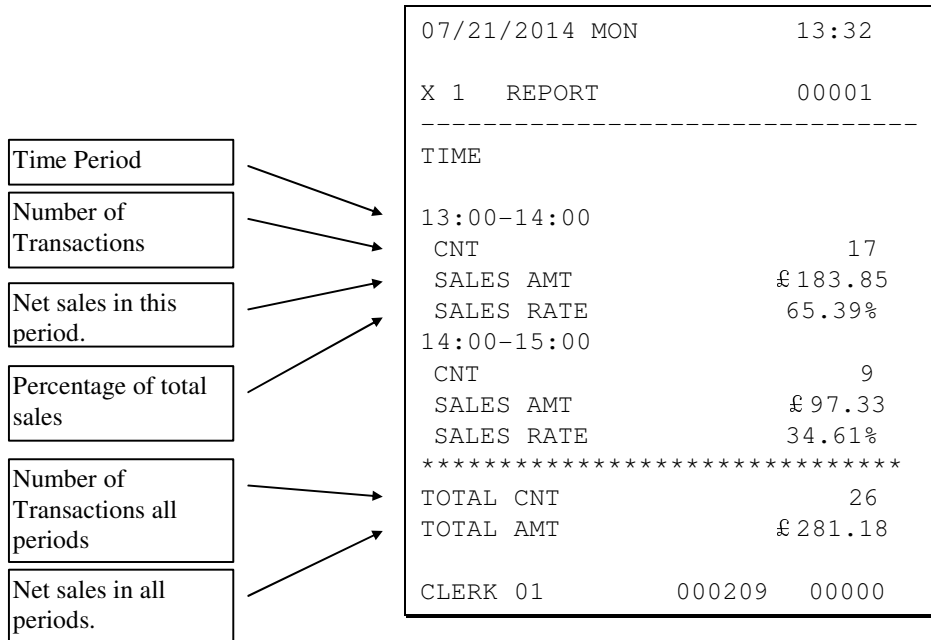 07/21/2014 MON 13:32
X 1 REPORT 00001
--------------------------------
TIME
13:00-14:00
CNT 17
SALES AMT £183.85
SALES RATE 65.39%
14:00-15:00
CNT 9
SALES AMT £97.33
SALES RATE 34.61%
*******************************
TOTAL CNT 26
TOTAL AMT £281.18
CLERK 01 000209 00000
Time Period
Number of
Transactions
Net sales in this
period.
Percentage of total
sales
Number of
Transactions all
periods
Net sales in all
periods.